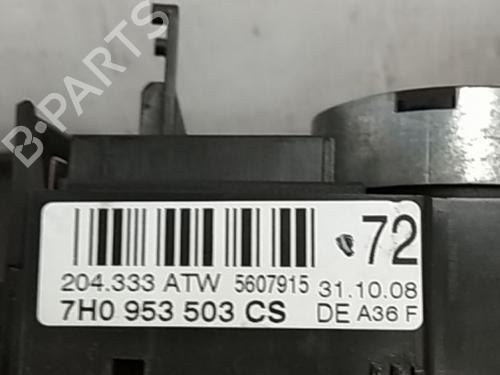 B-PARTS
72
204.333 ATW 5607915 31.10.08
7H0 953 503 CS DE A36 F